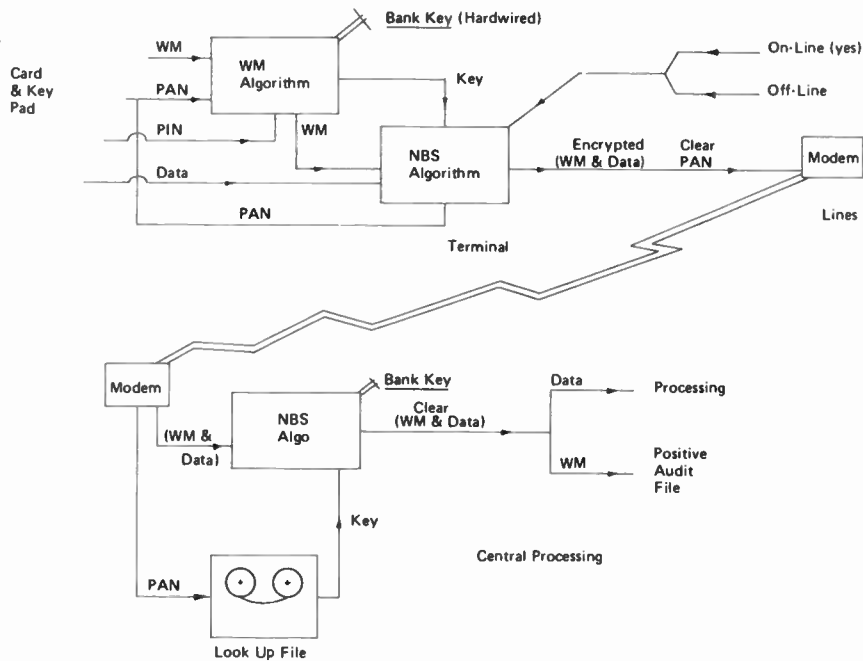 Bank Key (Hardwired)
WM
WM
Algorithm
Card
& Key
Pad
PAN
Key
On-Line (yes)
Off-Line
PIN
WM
NBS
Algorithm
Encrypted
(WM & Data)
Clear
PAN
Modem
Data
PAN
Terminal
Lines
Modem
Bank Key
NBS
Algo
Clear
(WM & Data)
Data
Processing
(WM &
Data)
WM
Positive
Audit
File
Key
Central Processing
PAN
Look Up File